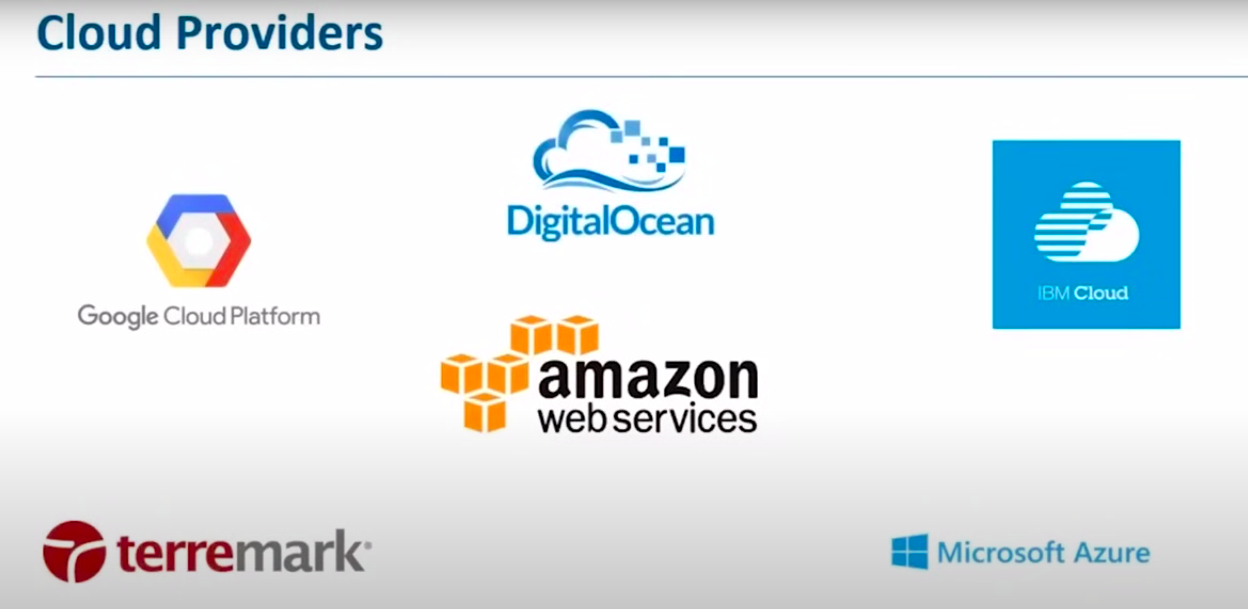 Cloud Providers
DigitalOcean
IBM Cloud
Google Cloud Platform
amazon
web services
terremark®
Microsoft Azure